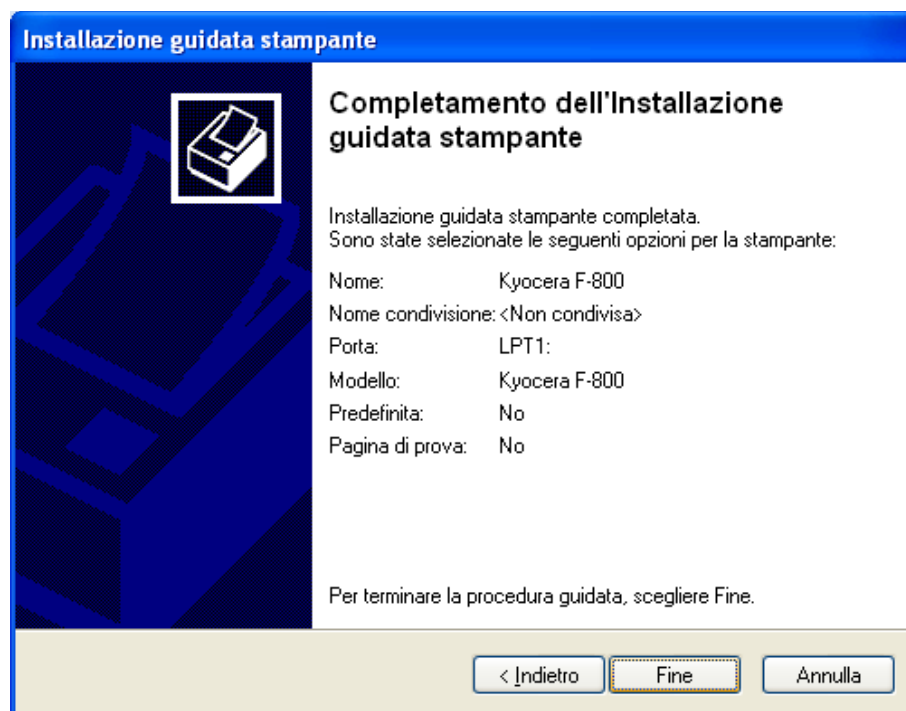 Installazione guidata stampante
Completamento dell'Installazione
guidata stampante
Installazione guidata stampante completata.
Sono state selezionate le seguenti opzioni per la stampante:
Nome: Kyocera F-800
Nome condivisione: <Non condivisa>
Porta: LPT1:
Modello: Kyocera F-800
Predefinita: No
Pagina di prova: No
Per terminare la procedura guidata, scegliere Fine.
< Indietro Fine Annulla